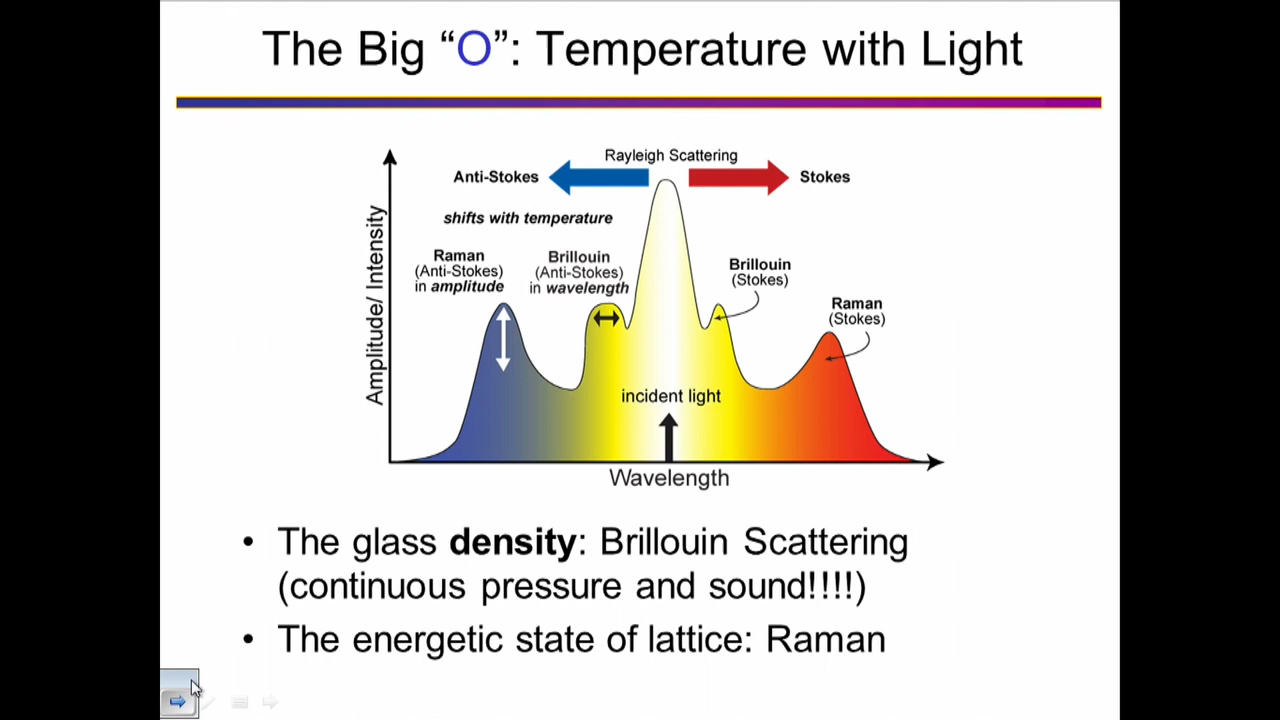 The Big “O”: Temperature with Light
Rayleigh Scattering
Anti-Stokes
Stokes
shifts with temperature
Raman
(Anti-Stokes)
in amplitude
Brillouin
(Anti-Stokes)
in wavelength
Brillouin
(Stokes)
Raman
(Stokes)
Amplitude/ Intensity
incident light
Wavelength
• The glass density: Brillouin Scattering
(continuous pressure and sound!!!!)
• The energetic state of lattice: Raman